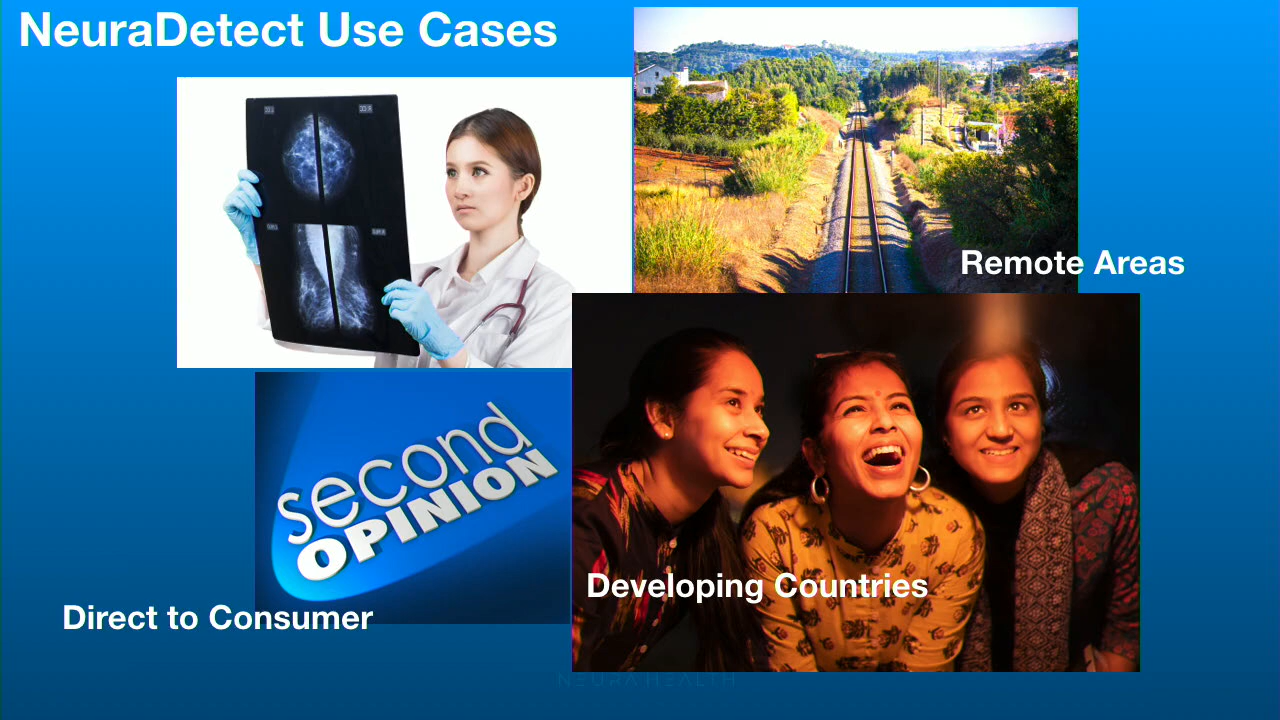 NeuraDetect Use Cases
Remote Areas
second
OPINION
Developing Countries
Direct to Consumer
NEURAHEALTH